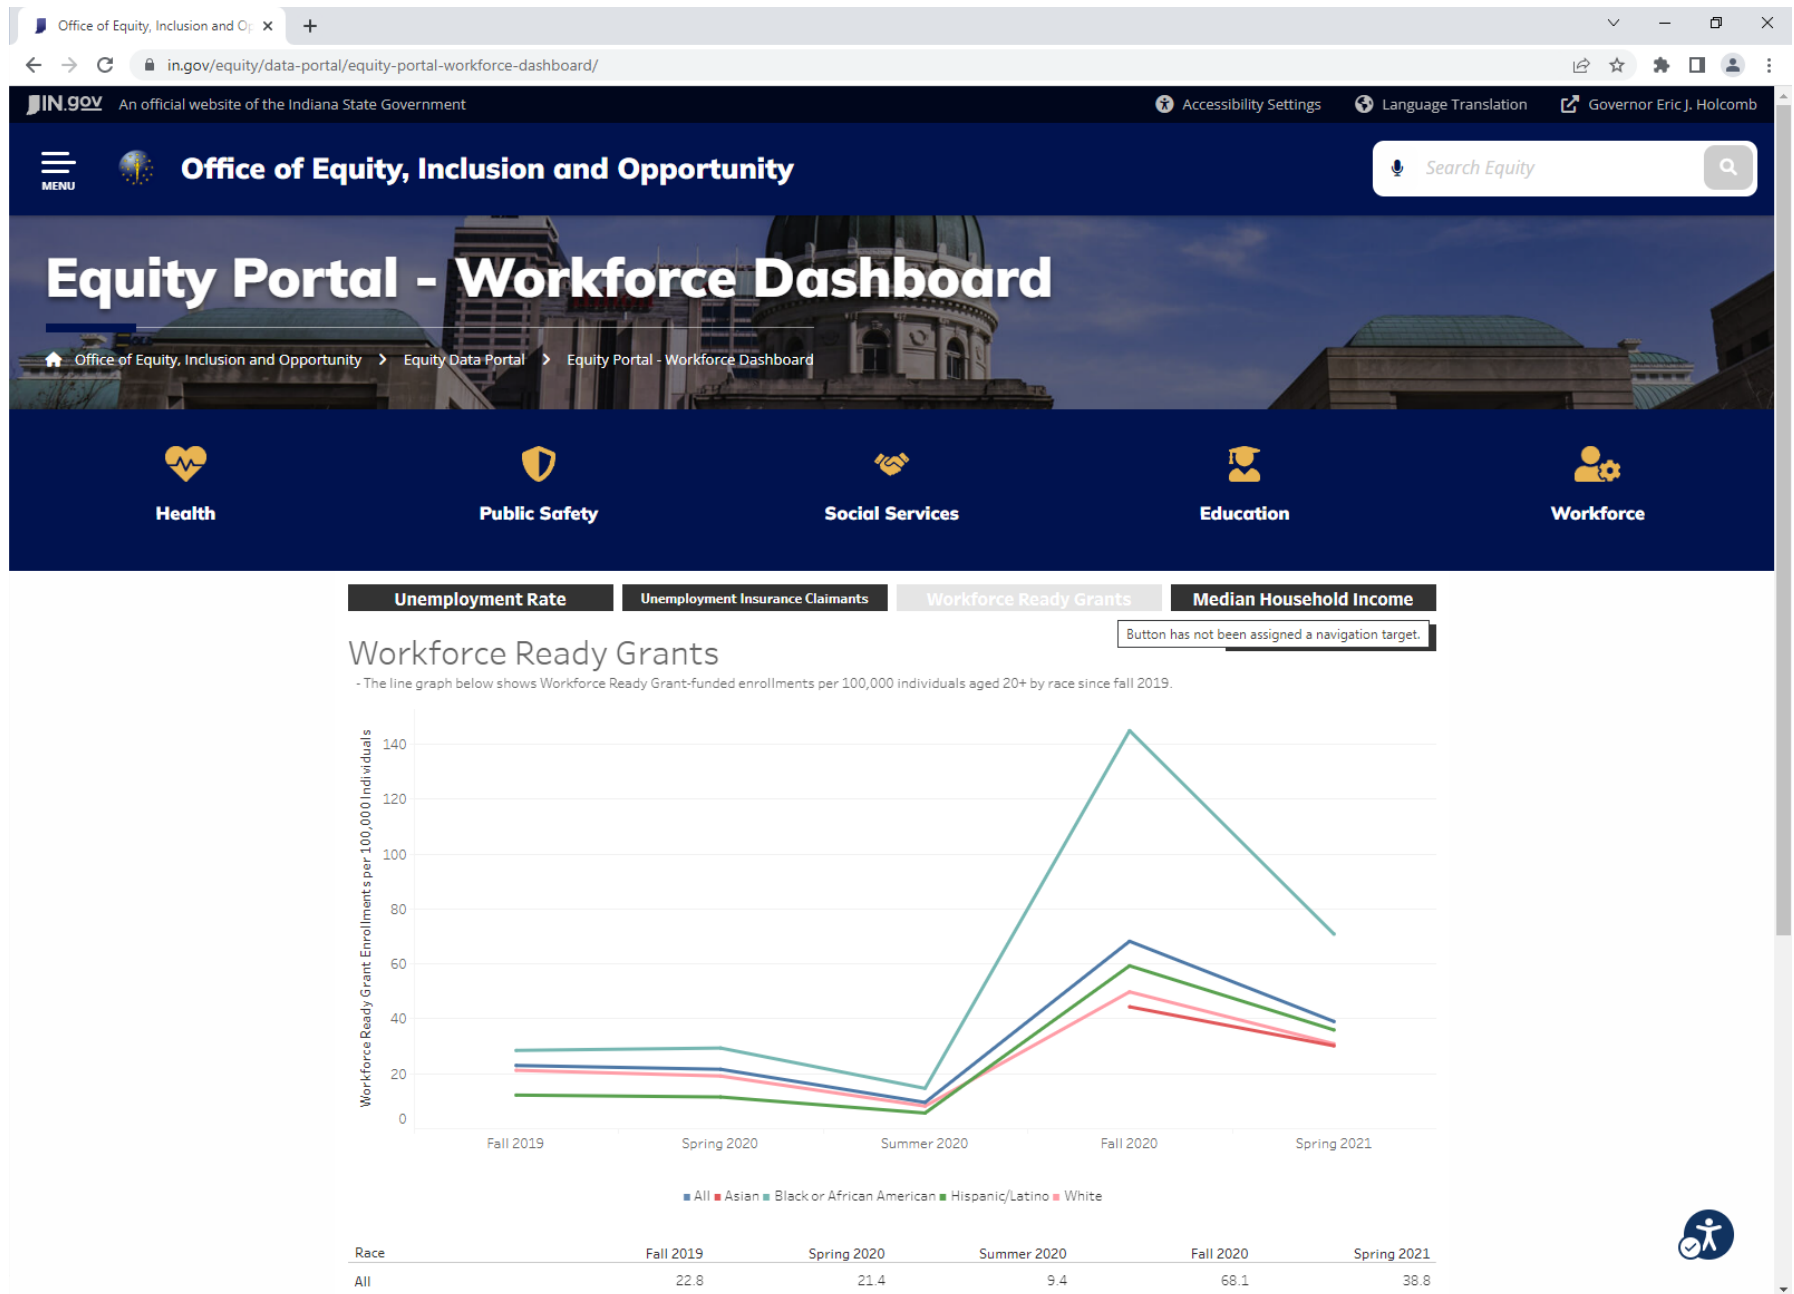 Office of Equity, Inclusion and Op
in.gov/equity/data-portal/equity-portal-workforce-dashboard/
IN.gov An official website of the Indiana State Government Accessibility Settings Language Translation Governor Eric J. Holcomb
MENU Office of Equity, Inclusion and Opportunity Search Equity
Equity Portal - Workforce Dashboard
Office of Equity, Inclusion and Opportunity > Equity Data Portal > Equity Portal - Workforce Dashboard
Health Public Safety Social Services Education Workforce
Unemployment Rate Unemployment Insurance Claimants Workforce Ready Grants Median Household Income
Button has not been assigned a navigation target.
Workforce Ready Grants
- The line graph below shows Workforce Ready Grant-funded enrollments per 100,000 individuals aged 20+ by race since fall 2019.
Workforce Ready Grant Enrollments per 100,000 Individuals
140
120
100
80
60
40
20
0
Fall 2019 Spring 2020 Summer 2020 Fall 2020 Spring 2021
All Asian Black or African American Hispanic/Latino White
Race Fall 2019 Spring 2020 Summer 2020 Fall 2020 Spring 2021
All 22.8 21.4 9.4 68.1 38.8